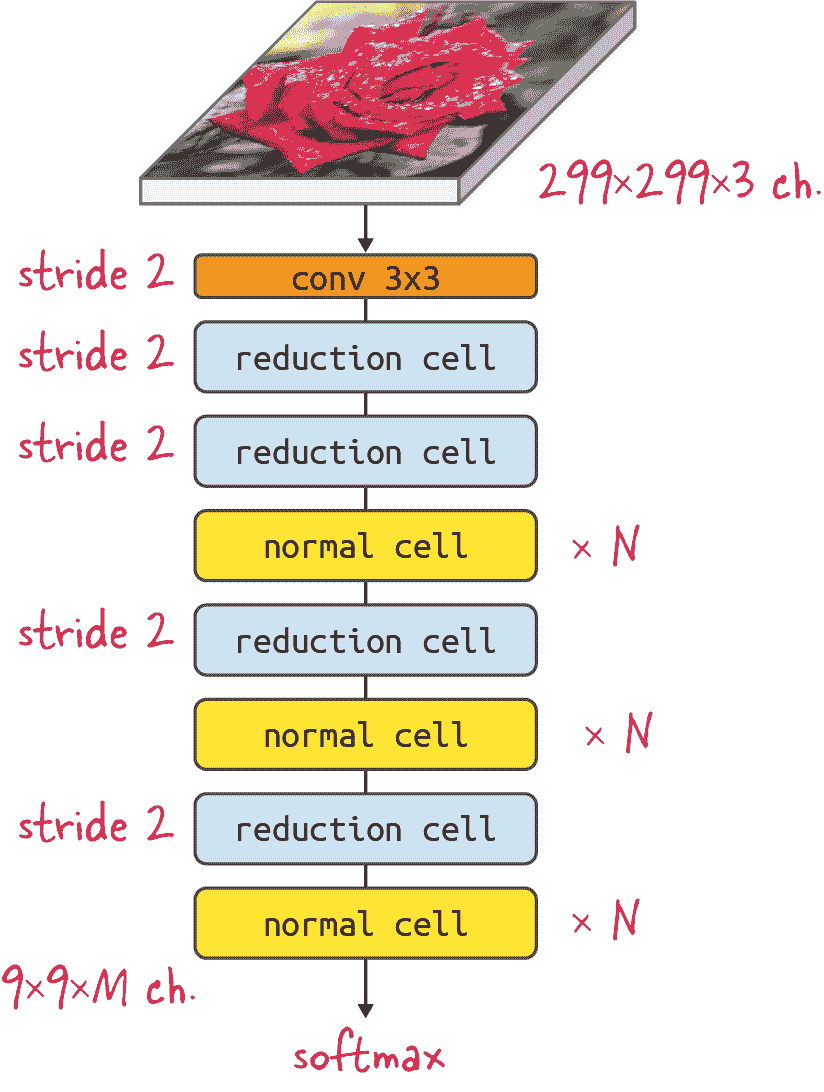 299×299×3 ch.
stride 2 conv 3x3
stride 2 reduction cell
stride 2 reduction cell
normal cell × N
stride 2 reduction cell
normal cell × N
stride 2 reduction cell
normal cell × N
9×9×M ch.
softmax